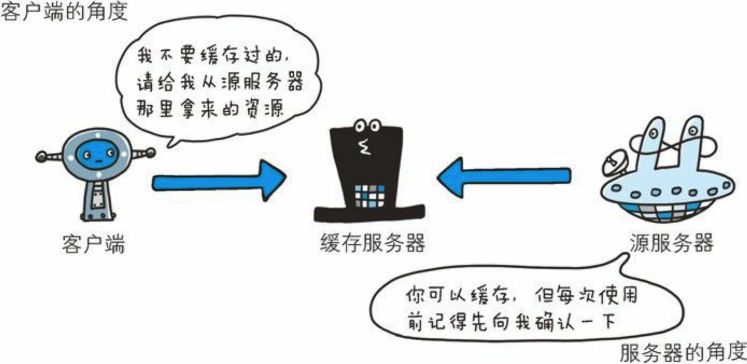 客户端的角度
我不要缓存过的，
请给我从源服务器
那里拿来的资源
客户端
缓存服务器
源服务器
你可以缓存，但每次使用
前记得先向我确认一下
服务器的角度